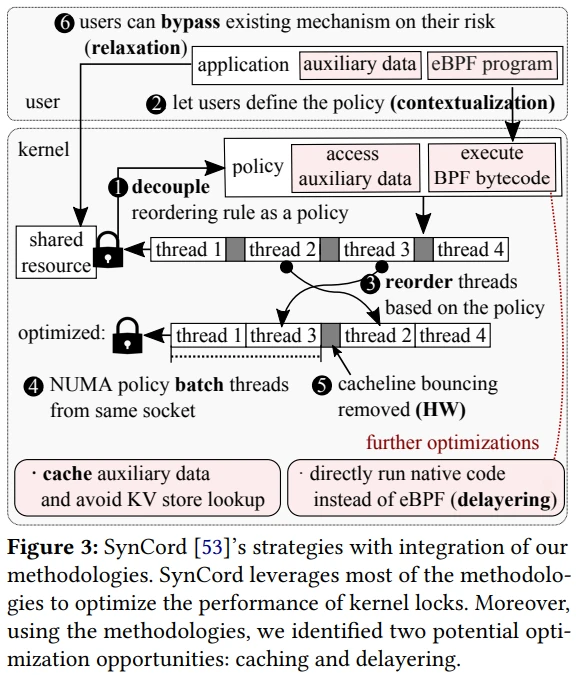 ❻ users can bypass existing mechanism on their risk
(relaxation)
application
auxiliary data
eBPF program
user
❷ let users define the policy (contextualization)
kernel
policy
access
auxiliary data
execute
BPF bytecode
❶ decouple
reordering rule as a policy
shared
resource
thread 1
thread 2
thread 3
thread 4
❸ reorder threads
based on the policy
optimized:
thread 1
thread 3
thread 2
thread 4
❹ NUMA policy batch threads
from same socket
❺ cacheline bouncing
removed (HW)
further optimizations
· cache auxiliary data
and avoid KV store lookup
· directly run native code
instead of eBPF (delayering)
Figure 3: SynCord [53]'s strategies with integration of our
methodologies. SynCord leverages most of the methodolo-
gies to optimize the performance of kernel locks. Moreover,
using the methodologies, we identified two potential opti-
mization opportunities: caching and delayering.